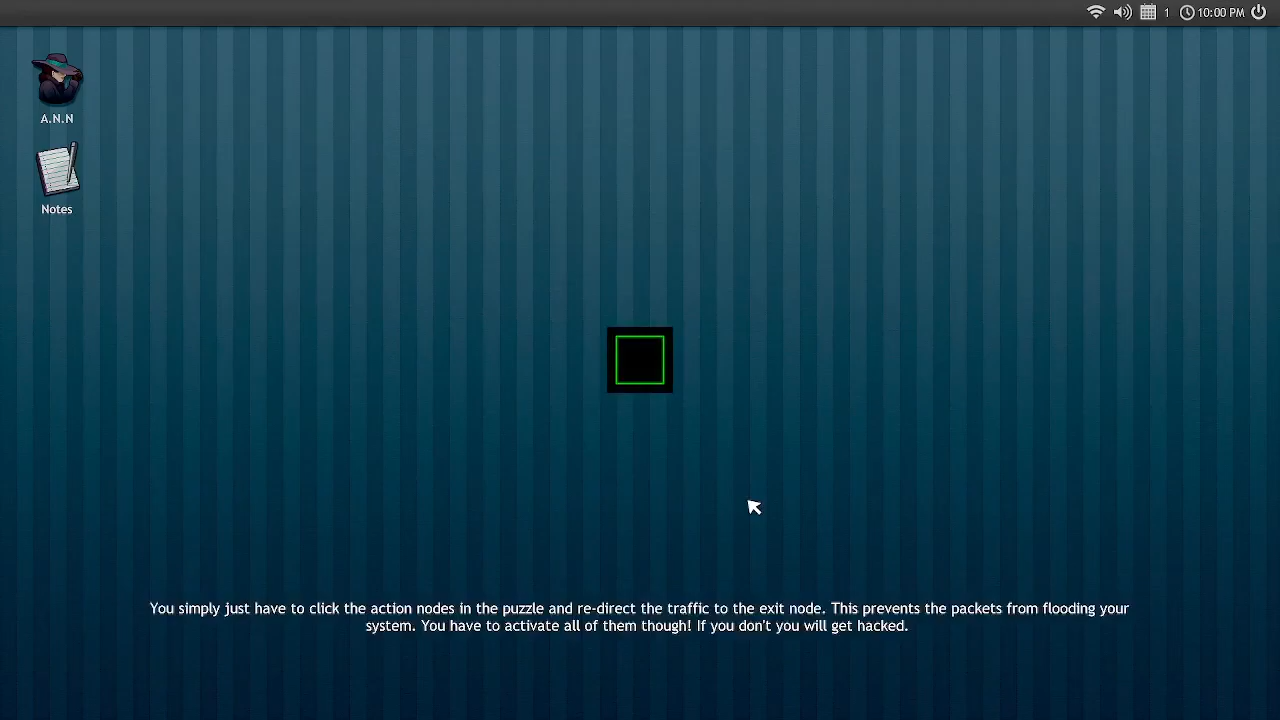 1 10:00 PM
A.N.N
Notes
You simply just have to click the action nodes in the puzzle and re-direct the traffic to the exit node. This prevents the packets from flooding your
system. You have to activate all of them though! If you don't you will get hacked.